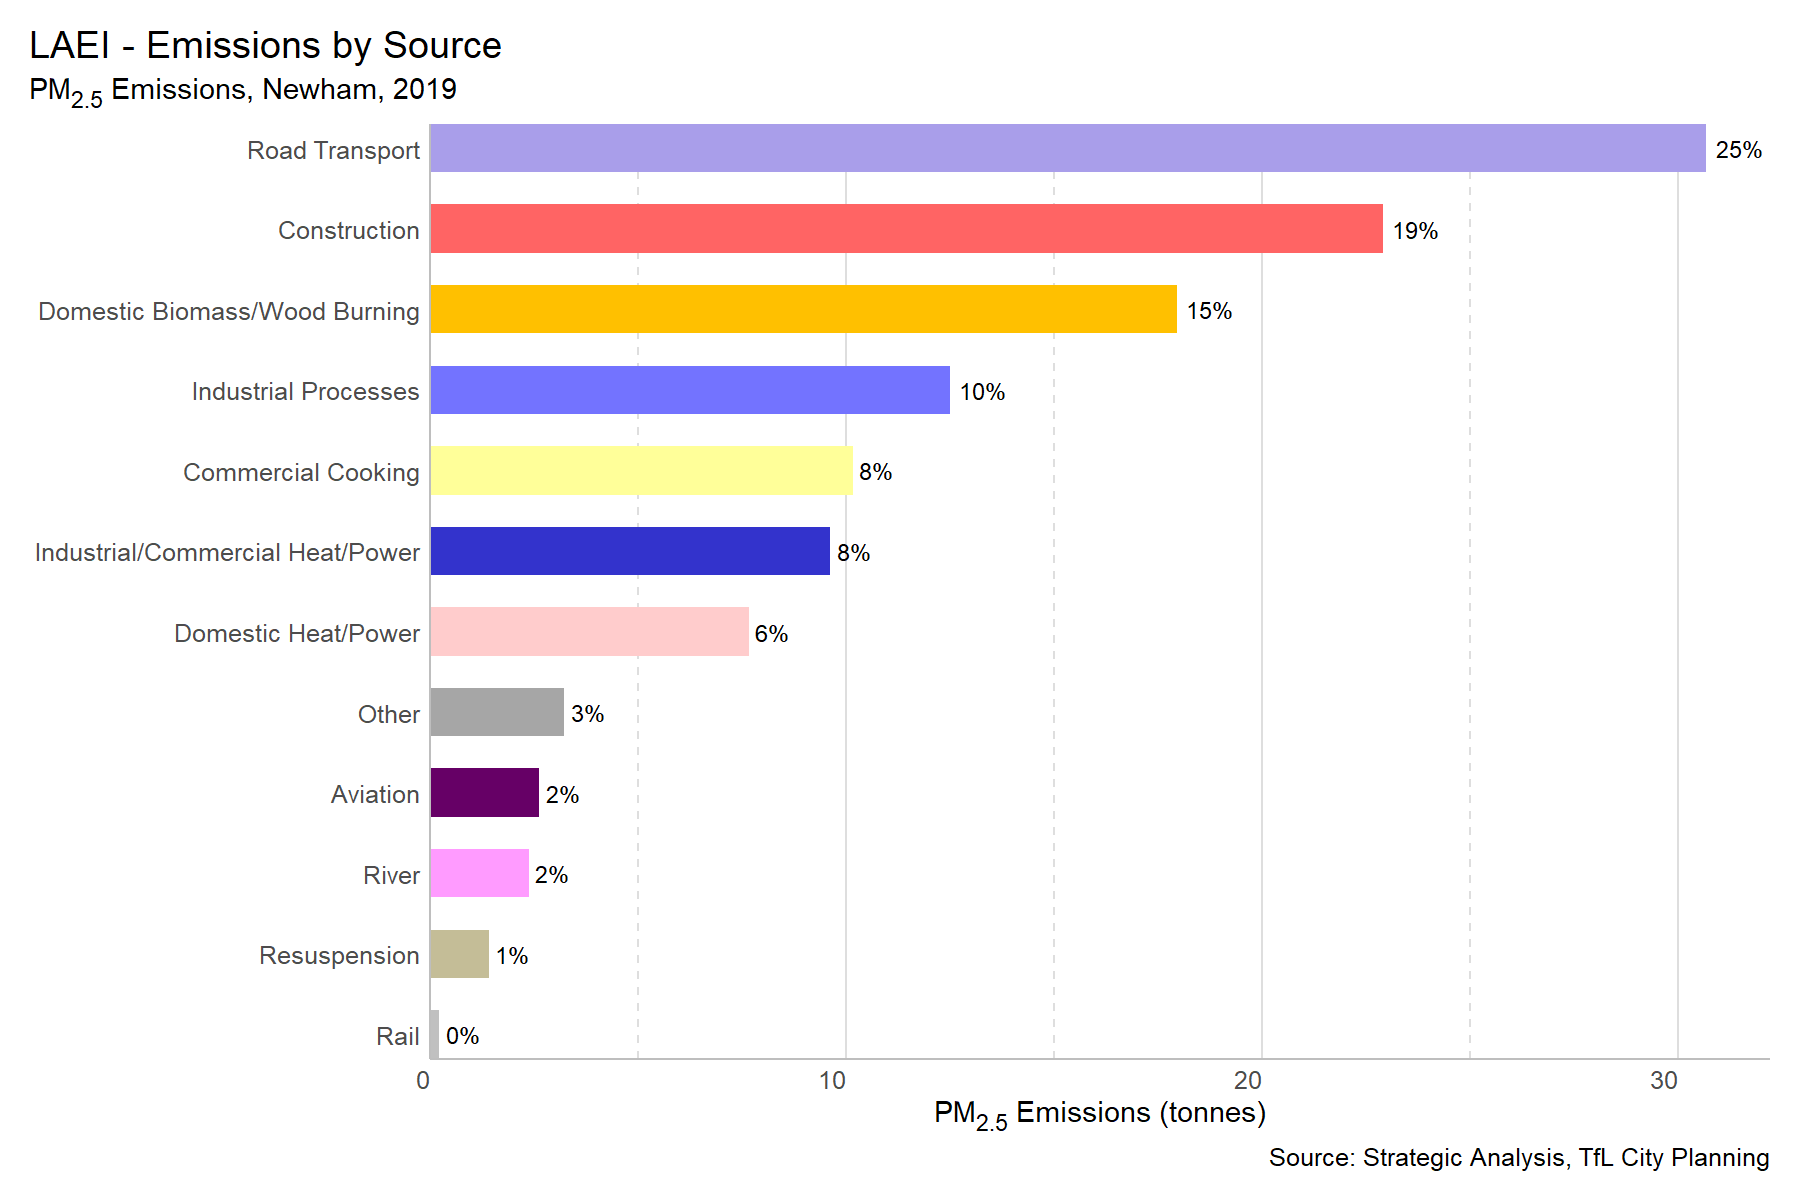 LAEI - Emissions by Source
PM2.5 Emissions, Newham, 2019
Road Transport 25%
Construction 19%
Domestic Biomass/Wood Burning 15%
Industrial Processes 10%
Commercial Cooking 8%
Industrial/Commercial Heat/Power 8%
Domestic Heat/Power 6%
Other 3%
Aviation 2%
River 2%
Resuspension 1%
Rail 0%
0 10 20 30
PM2.5 Emissions (tonnes)
Source: Strategic Analysis, TfL City Planning